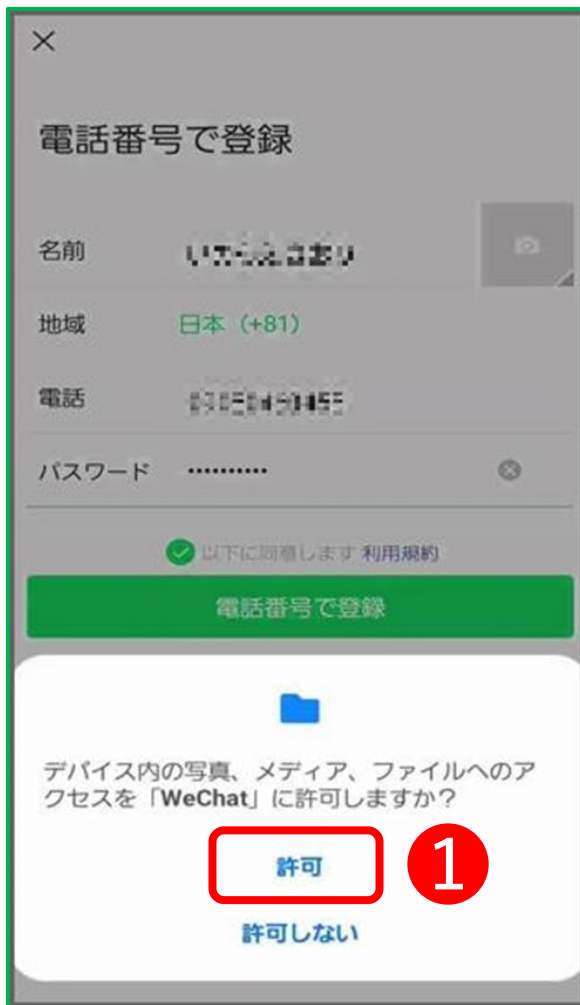 電話番号で登録
名前
地域 日本 (+81)
電話
パスワード ••••••••••
以下に同意します 利用規約
電話番号で登録
デバイス内の写真、メディア、ファイルへのア
クセスを「WeChat」に許可しますか？
許可 1
許可しない